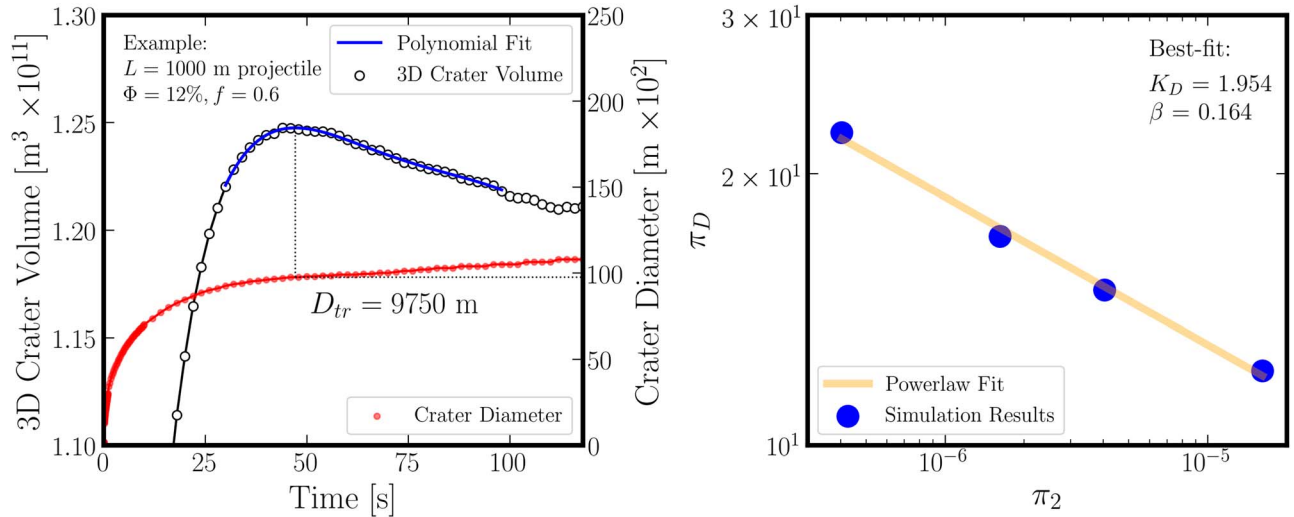 Example:
L = 1000 m projectile
Φ = 12%, f = 0.6
Polynomial Fit
3D Crater Volume
3D Crater Volume [m³ ×10¹¹]
1.30
1.25
1.20
1.15
1.10
D_tr = 9750 m
Crater Diameter
250
200
150
100
50
0
Crater Diameter [m ×10²]
0
25
50
75
100
Time [s]
Best-fit:
K_D = 1.954
β = 0.164
π_D
3 × 10¹
2 × 10¹
10¹
Powerlaw Fit
Simulation Results
10⁻⁶
10⁻⁵
π₂